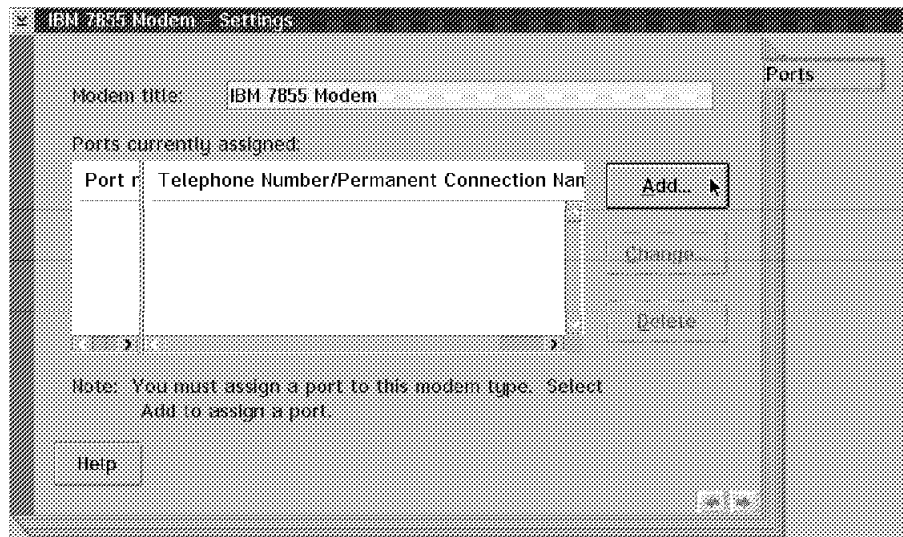 IBM 7855 Modem - Settings
Ports
Modem title:
IBM 7855 Modem
Ports currently assigned:
Port r
Telephone Number/Permanent Connection Nam
Add...
Change...
Delete
Note: You must assign a port to this modem type. Select
Add to assign a port.
Help